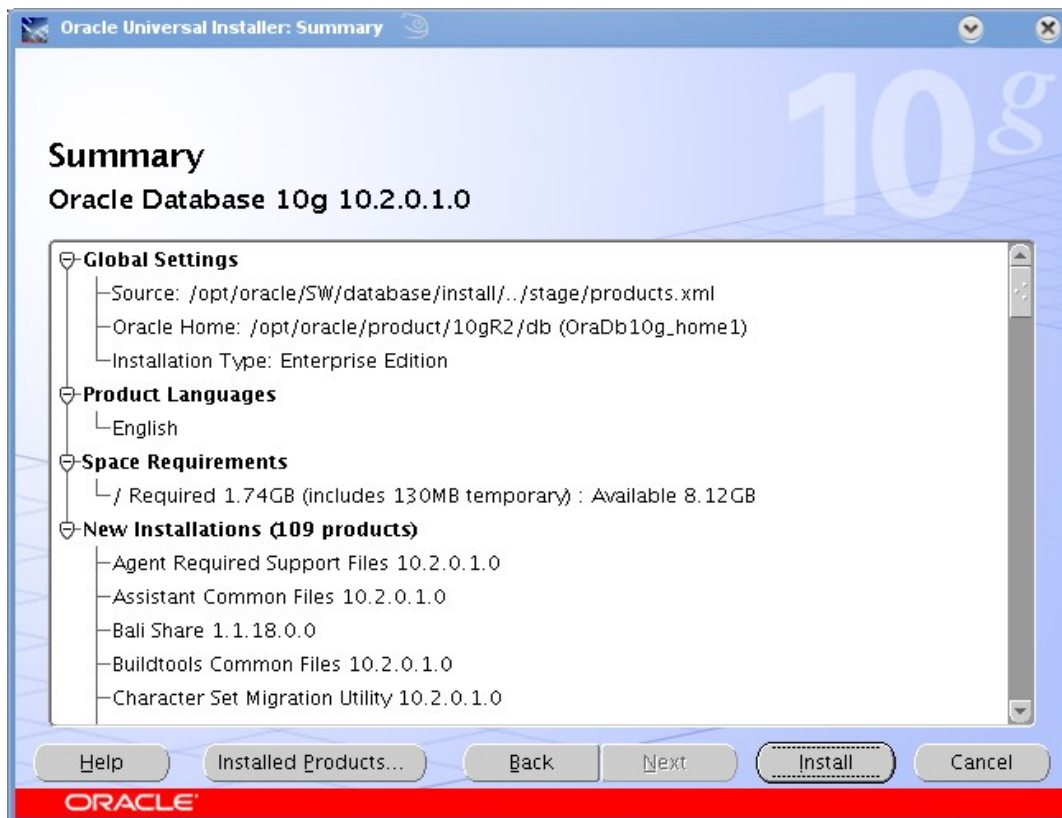 Oracle Universal Installer: Summary
10g
Summary
Oracle Database 10g 10.2.0.1.0
Global Settings
Source: /opt/oracle/SW/database/install/../stage/products.xml
Oracle Home: /opt/oracle/product/10gR2/db (OraDb10g_home1)
Installation Type: Enterprise Edition
Product Languages
English
Space Requirements
/ Required 1.74GB (includes 130MB temporary) : Available 8.12GB
New Installations (109 products)
Agent Required Support Files 10.2.0.1.0
Assistant Common Files 10.2.0.1.0
Bali Share 1.1.18.0.0
Buildtools Common Files 10.2.0.1.0
Character Set Migration Utility 10.2.0.1.0
Help Installed Products... Back Next Install Cancel
ORACLE